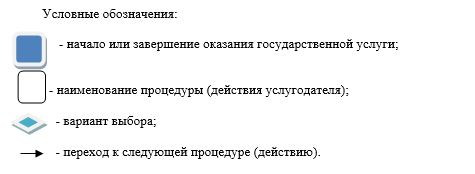 Условные обозначения:
- начало или завершение оказания государственной услуги;
- наименование процедуры (действия услугодателя);
- вариант выбора;
- переход к следующей процедуре (действию).